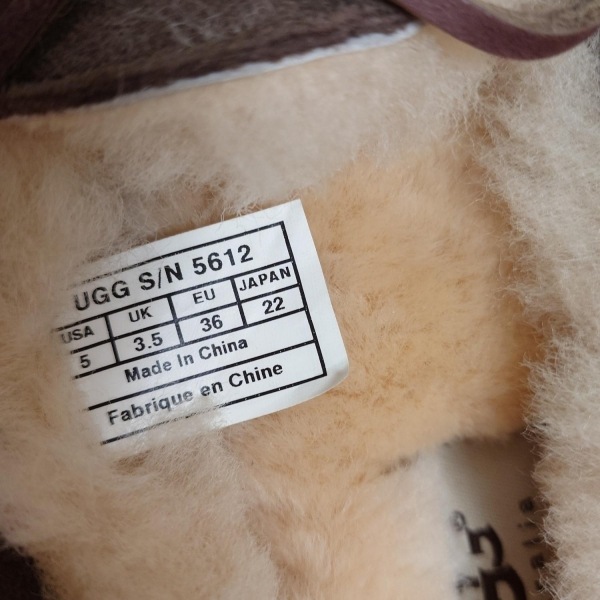 UGG S/N 5612
USA UK EU JAPAN
5 3.5 36 22
Made In China
Fabrique en Chine